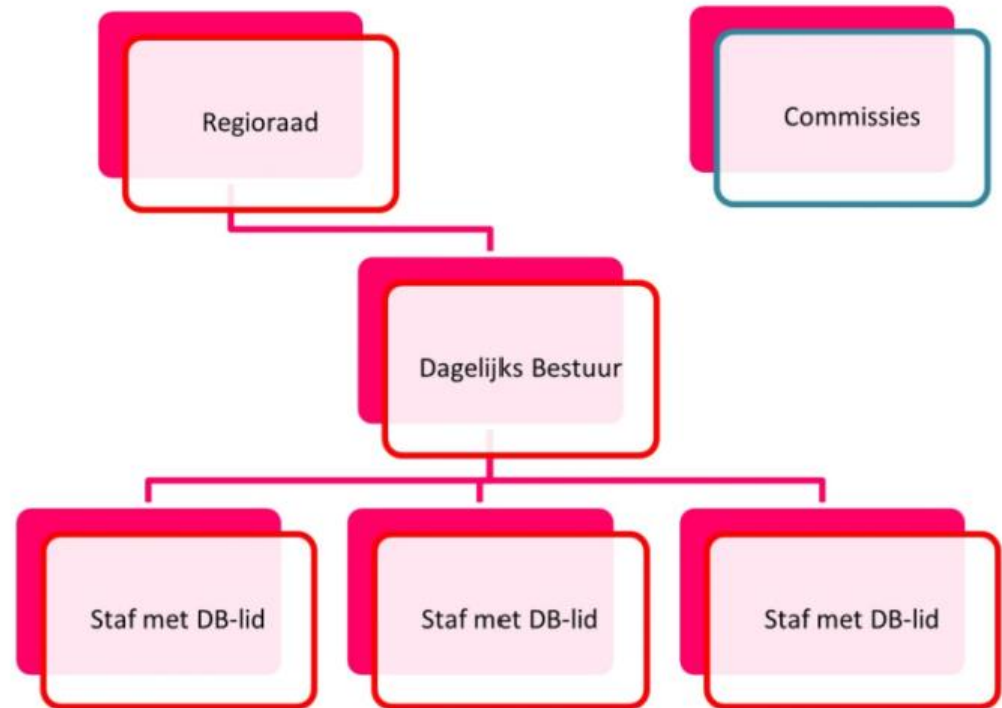 Regioraad
Commissies
Dagelijks Bestuur
Staf met DB-lid
Staf met DB-lid
Staf met DB-lid